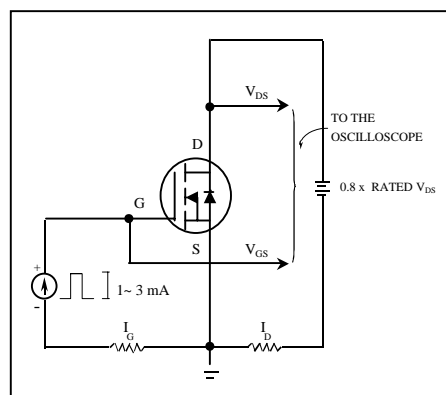 V_DS
TO THE
OSCILLOSCOPE
D
0.8 x RATED V_DS
G
S
V_GS
+
1~ 3 mA
-
I_G
I_D